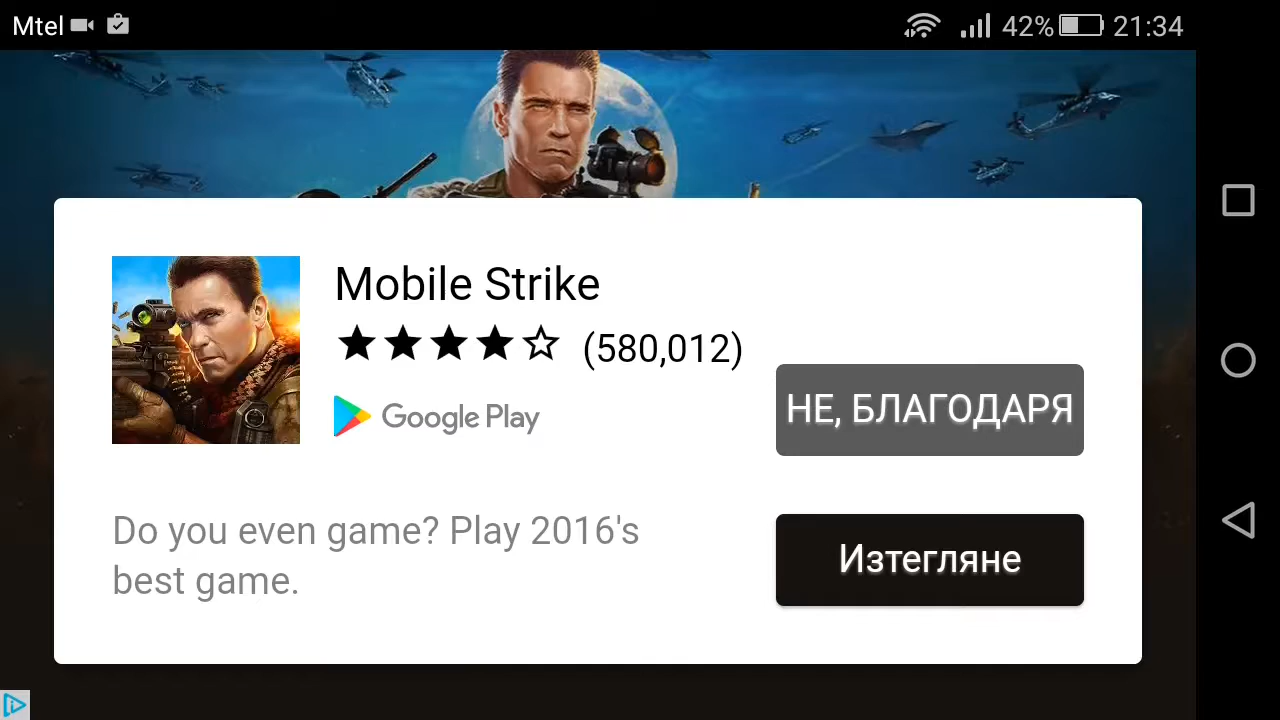 Mtel 42% 21:34
Mobile Strike
(580,012)
Google Play
НЕ, БЛАГОДАРЯ
Do you even game? Play 2016's
best game.
Изтегляне